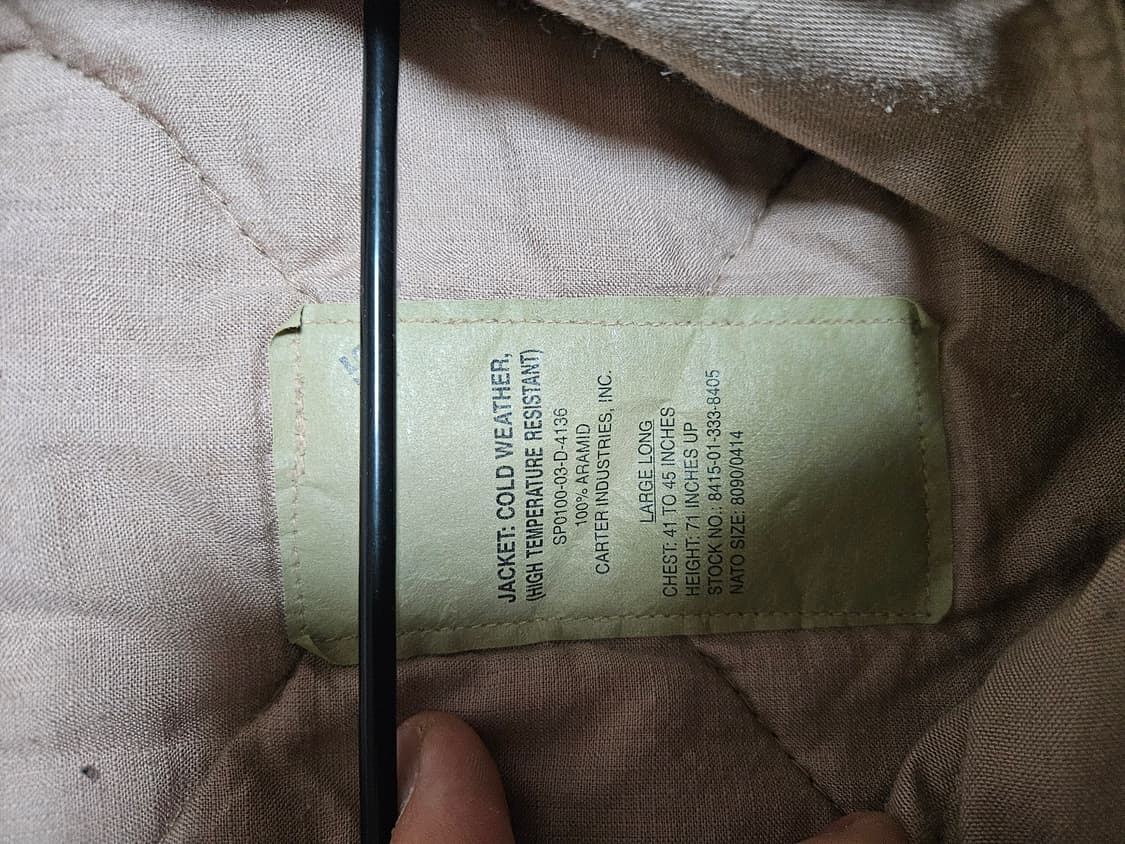 JACKET: COLD WEATHER,
(HIGH TEMPERATURE RESISTANT)
SP0100-03-D-4136
100% ARAMID
CARTER INDUSTRIES, INC.
LARGE LONG
CHEST: 41 TO 45 INCHES
HEIGHT: 71 INCHES UP
STOCK NO.: 8415-01-333-8405
NATO SIZE: 8090/0414